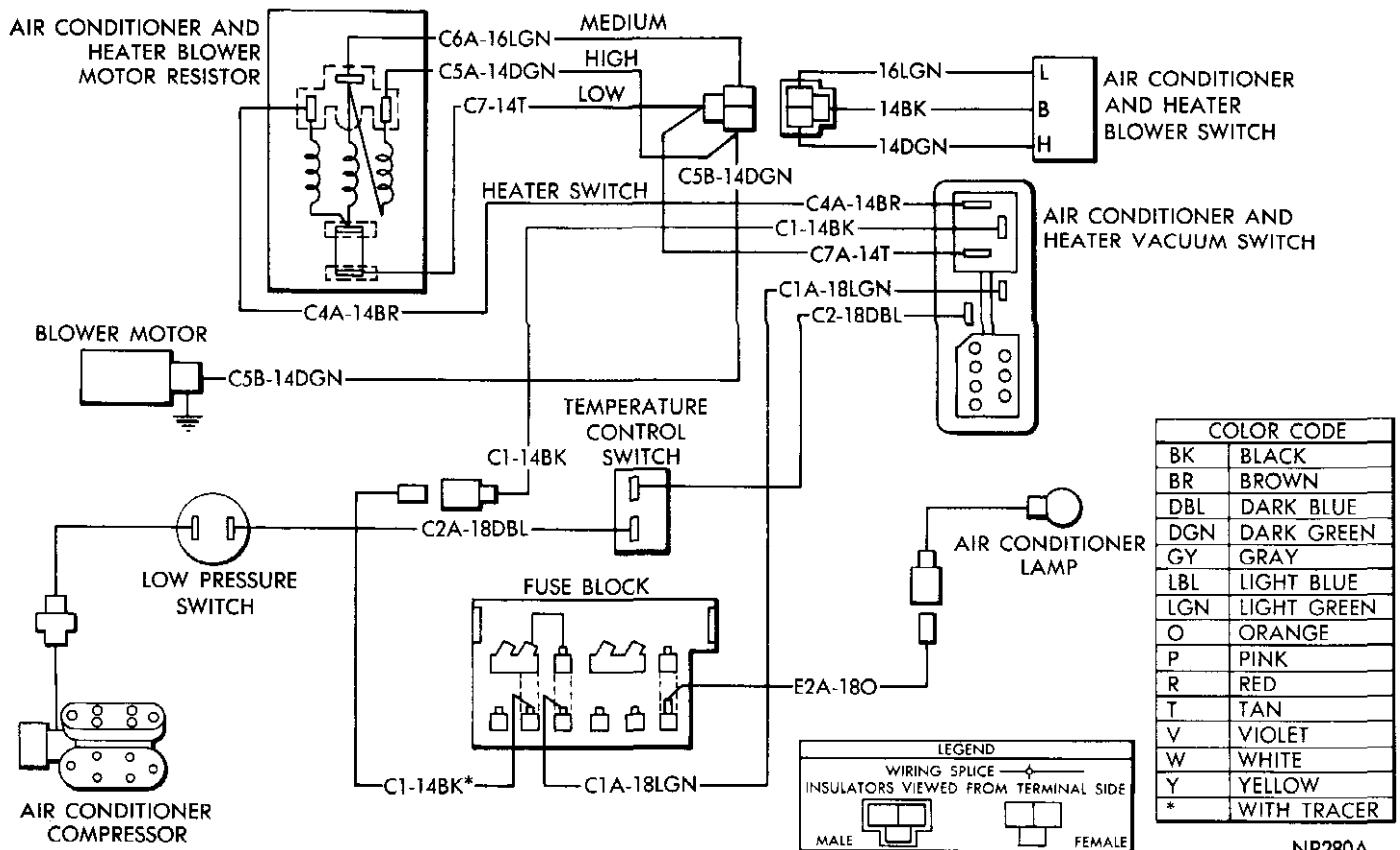 AIR CONDITIONER AND
HEATER BLOWER
MOTOR RESISTOR
C6A-16LGN
MEDIUM
C5A-14DGN
HIGH
C7-14T
LOW
16LGN
14BK
14DGN
L
B
H
AIR CONDITIONER
AND HEATER
BLOWER SWITCH
C5B-14DGN
HEATER SWITCH
C4A-14BR
C1-14BK
C7A-14T
C1A-18LGN
C2-18DBL
AIR CONDITIONER AND
HEATER VACUUM SWITCH
C4A-14BR
BLOWER MOTOR
C5B-14DGN
TEMPERATURE
CONTROL
SWITCH
C1-14BK
C2A-18DBL
LOW PRESSURE
SWITCH
AIR CONDITIONER
LAMP
FUSE BLOCK
E2A-18O
C1-14BK*
C1A-18LGN
AIR CONDITIONER
COMPRESSOR
LEGEND
WIRING SPLICE
INSULATORS VIEWED FROM TERMINAL SIDE
MALE
FEMALE
COLOR CODE
BK BLACK
BR BROWN
DBL DARK BLUE
DGN DARK GREEN
GY GRAY
LBL LIGHT BLUE
LGN LIGHT GREEN
O ORANGE
P PINK
R RED
T TAN
V VIOLET
W WHITE
Y YELLOW
* WITH TRACER